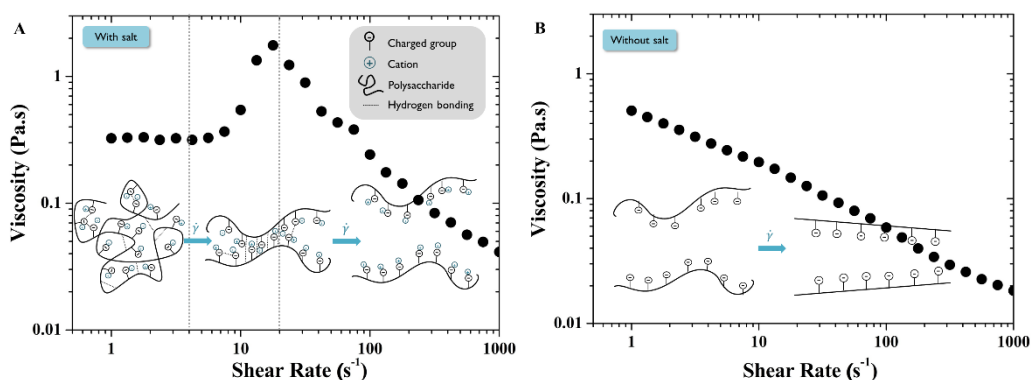 A
With salt
Charged group
Cation
Polysaccharide
Hydrogen bonding
Viscosity (Pa.s)
1
0.1
0.01
γ̇
γ̇
1
10
100
1000
Shear Rate (s⁻¹)
B
Without salt
Viscosity (Pa.s)
1
0.1
0.01
γ̇
1
10
100
1000
Shear Rate (s⁻¹)